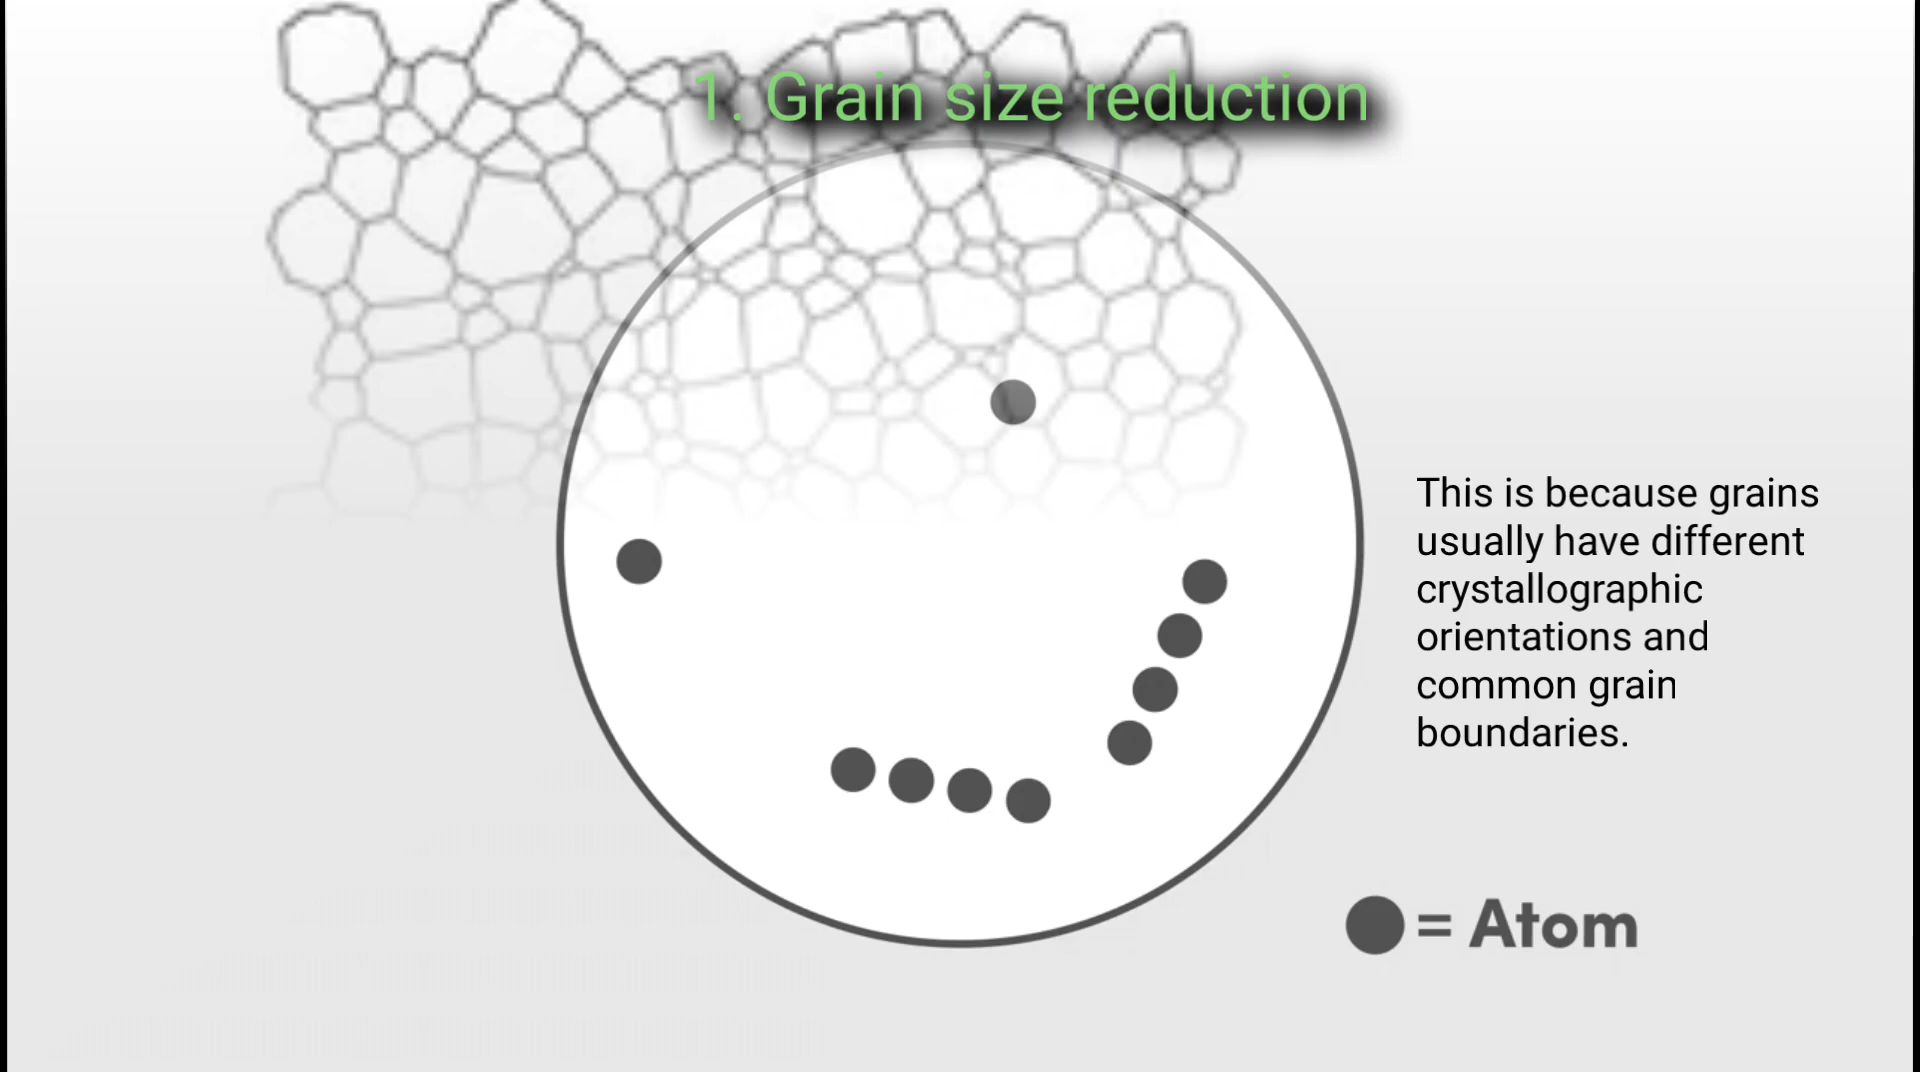 1. Grain size reduction
This is because grains
usually have different
crystallographic
orientations and
common grain
boundaries.
= Atom